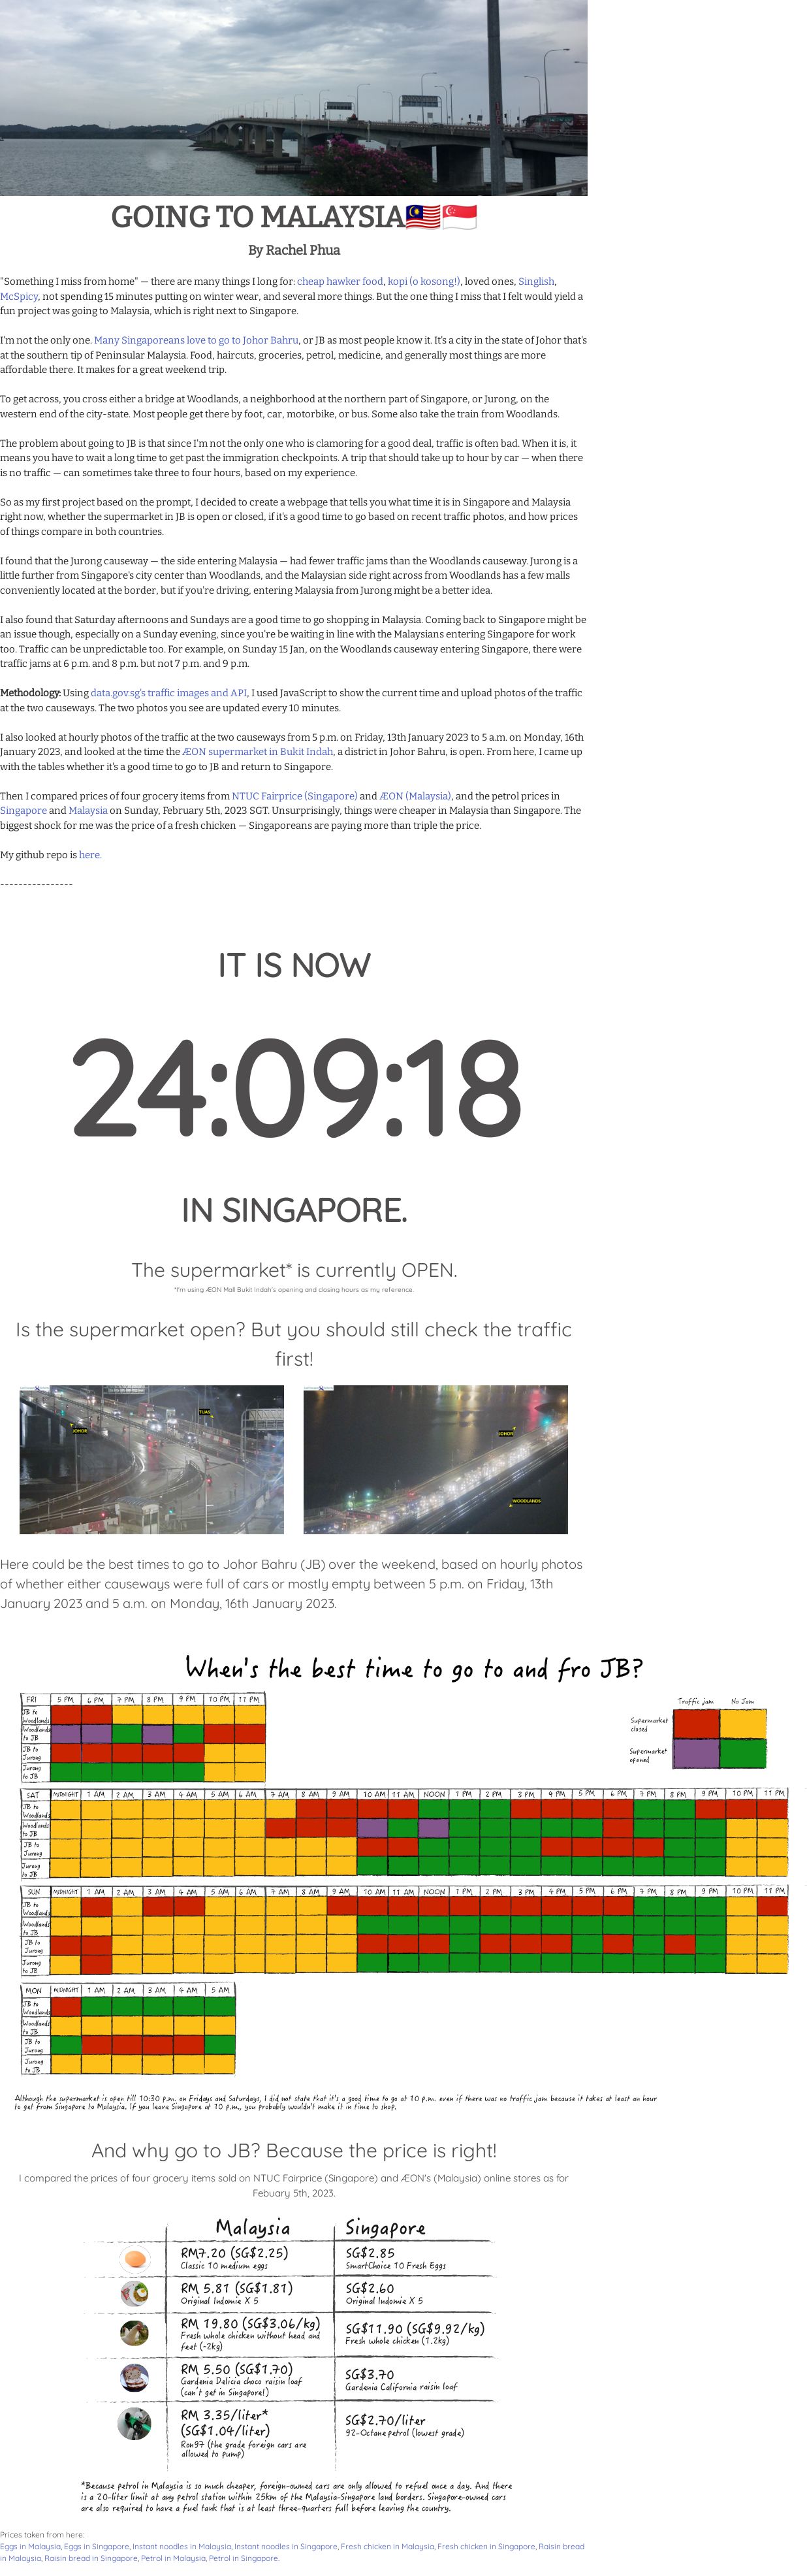 GOING TO MALAYSIA🇲🇾🇸🇬
By Rachel Phua
"Something I miss from home" — there are many things I long for: cheap hawker food, kopi (o kosong!), loved ones, Singlish,
McSpicy, not spending 15 minutes putting on winter wear, and several more things. But the one thing I miss that I felt would yield a
fun project was going to Malaysia, which is right next to Singapore.
I'm not the only one. Many Singaporeans love to go to Johor Bahru, or JB as most people know it. It's a city in the state of Johor that's
at the southern tip of Peninsular Malaysia. Food, haircuts, groceries, petrol, medicine, and generally most things are more
affordable there. It makes for a great weekend trip.
To get across, you cross either a bridge at Woodlands, a neighborhood at the northern part of Singapore, or Jurong, on the
western end of the city-state. Most people get there by foot, car, motorbike, or bus. Some also take the train from Woodlands.
The problem about going to JB is that since I'm not the only one who is clamoring for a good deal, traffic is often bad. When it is, it
means you have to wait a long time to get past the immigration checkpoints. A trip that should take up to hour by car — when there
is no traffic — can sometimes take three to four hours, based on my experience.
So as my first project based on the prompt, I decided to create a webpage that tells you what time it is in Singapore and Malaysia
right now, whether the supermarket in JB is open or closed, if it's a good time to go based on recent traffic photos, and how prices
of things compare in both countries.
I found that the Jurong causeway — the side entering Malaysia — had fewer traffic jams than the Woodlands causeway. Jurong is a
little further from Singapore's city center than Woodlands, and the Malaysian side right across from Woodlands has a few malls
conveniently located at the border, but if you're driving, entering Malaysia from Jurong might be a better idea.
I also found that Saturday afternoons and Sundays are a good time to go shopping in Malaysia. Coming back to Singapore might be
an issue though, especially on a Sunday evening, since you're be waiting in line with the Malaysians entering Singapore for work
too. Traffic can be unpredictable too. For example, on Sunday 15 Jan, on the Woodlands causeway entering Singapore, there were
traffic jams at 6 p.m. and 8 p.m. but not 7 p.m. and 9 p.m.
Methodology: Using data.gov.sg's traffic images and API, I used JavaScript to show the current time and upload photos of the traffic
at the two causeways. The two photos you see are updated every 10 minutes.
I also looked at hourly photos of the traffic at the two causeways from 5 p.m. on Friday, 13th January 2023 to 5 a.m. on Monday, 16th
January 2023, and looked at the time the ÆON supermarket in Bukit Indah, a district in Johor Bahru, is open. From here, I came up
with the tables whether it's a good time to go to JB and return to Singapore.
Then I compared prices of four grocery items from NTUC Fairprice (Singapore) and ÆON (Malaysia), and the petrol prices in
Singapore and Malaysia on Sunday, February 5th, 2023 SGT. Unsurprisingly, things were cheaper in Malaysia than Singapore. The
biggest shock for me was the price of a fresh chicken — Singaporeans are paying more than triple the price.
My github repo is here.
----------------
IT IS NOW
24:09:18
IN SINGAPORE.
The supermarket* is currently OPEN.
*I'm using ÆON Mall Bukit Indah's opening and closing hours as my reference.
Is the supermarket open? But you should still check the traffic
first!
JOHOR
TUAS
JOHOR
WOODLANDS
Here could be the best times to go to Johor Bahru (JB) over the weekend, based on hourly photos
of whether either causeways were full of cars or mostly empty between 5 p.m. on Friday, 13th
January 2023 and 5 a.m. on Monday, 16th January 2023.
When's the best time to go to and fro JB?
Traffic jam No Jam
Supermarket closed
Supermarket opened
FRI 5 PM 6 PM 7 PM 8 PM 9 PM 10 PM 11 PM
JB to Woodlands
Woodlands to JB
JB to Jurong
Jurong to JB
SAT MIDNIGHT 1 AM 2 AM 3 AM 4 AM 5 AM 6 AM 7 AM 8 AM 9 AM 10 AM 11 AM NOON 1 PM 2 PM 3 PM 4 PM 5 PM 6 PM 7 PM 8 PM 9 PM 10 PM 11 PM
JB to Woodlands
Woodlands to JB
JB to Jurong
Jurong to JB
SUN MIDNIGHT 1 AM 2 AM 3 AM 4 AM 5 AM 6 AM 7 AM 8 AM 9 AM 10 AM 11 AM NOON 1 PM 2 PM 3 PM 4 PM 5 PM 6 PM 7 PM 8 PM 9 PM 10 PM 11 PM
JB to Woodlands
Woodlands to JB
JB to Jurong
Jurong to JB
MON MIDNIGHT 1 AM 2 AM 3 AM 4 AM 5 AM
JB to Woodlands
Woodlands to JB
JB to Jurong
Jurong to JB
Although the supermarket is open till 10:30 p.m. on Fridays and Saturdays, I did not state that it's a good time to go at 10 p.m. even if there was no traffic jam because it takes at least an hour
to get from Singapore to Malaysia. If you leave Singapore at 10 p.m., you probably wouldn't make it in time to shop.
And why go to JB? Because the price is right!
I compared the prices of four grocery items sold on NTUC Fairprice (Singapore) and ÆON's (Malaysia) online stores as for
Febuary 5th, 2023.
Malaysia Singapore
RM7.20 (SG$2.25)
Classic 10 medium eggs
SG$2.85
SmartChoice 10 Fresh Eggs
RM 5.81 (SG$1.81)
Original Indomie X 5
SG$2.60
Original Indomie X 5
RM 19.80 (SG$3.06/kg)
Fresh whole chicken without head and
feet (~2kg)
SG$11.90 (SG$9.92/kg)
Fresh whole chicken (1.2kg)
RM 5.50 (SG$1.70)
Gardenia Delicia choco raisin loaf
(can't get in Singapore!)
SG$3.70
Gardenia California raisin loaf
RM 3.35/liter*
(SG$1.04/liter)
Ron97 (the grade foreign cars are
allowed to pump)
SG$2.70/liter
92-Octane petrol (lowest grade)
*Because petrol in Malaysia is so much cheaper, foreign-owned cars are only allowed to refuel once a day. And there
is a 20-liter limit at any petrol station within 25km of the Malaysia-Singapore land borders. Singapore-owned cars
are also required to have a fuel tank that is at least three-quarters full before leaving the country.
Prices taken from here:
Eggs in Malaysia, Eggs in Singapore, Instant noodles in Malaysia, Instant noodles in Singapore, Fresh chicken in Malaysia, Fresh chicken in Singapore, Raisin bread
in Malaysia, Raisin bread in Singapore, Petrol in Malaysia, Petrol in Singapore.